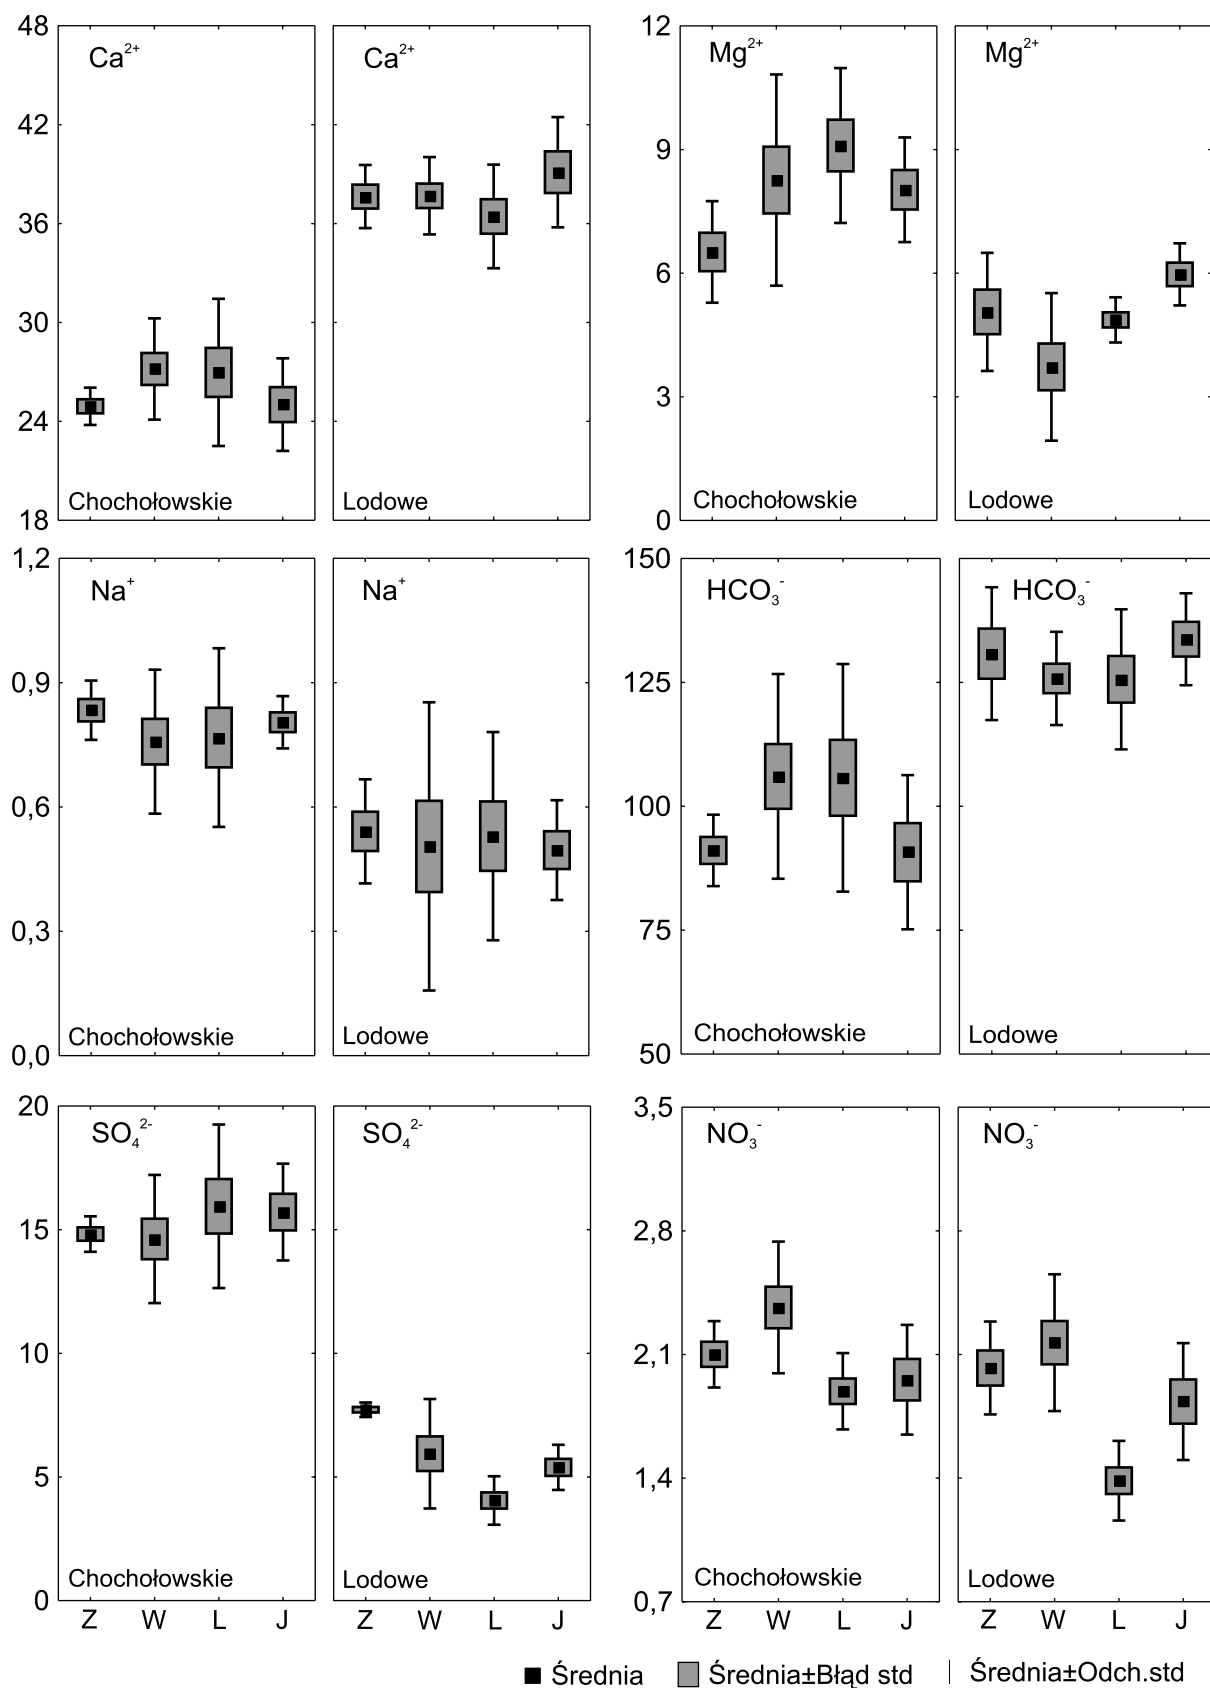 48
42
36
30
24
18
Ca²⁺
Chochołowskie
Ca²⁺
Lodowe
12
9
6
3
0
Mg²⁺
Chochołowskie
Mg²⁺
Lodowe
1,2
0,9
0,6
0,3
0,0
Na⁺
Chochołowskie
Na⁺
Lodowe
150
125
100
75
50
HCO₃⁻
Chochołowskie
HCO₃⁻
Lodowe
20
15
10
5
0
SO₄²⁻
Chochołowskie
Z W L J
SO₄²⁻
Lodowe
Z W L J
3,5
2,8
2,1
1,4
0,7
NO₃⁻
Chochołowskie
Z W L J
NO₃⁻
Lodowe
Z W L J
Średnia Średnia±Błąd std Średnia±Odch.std